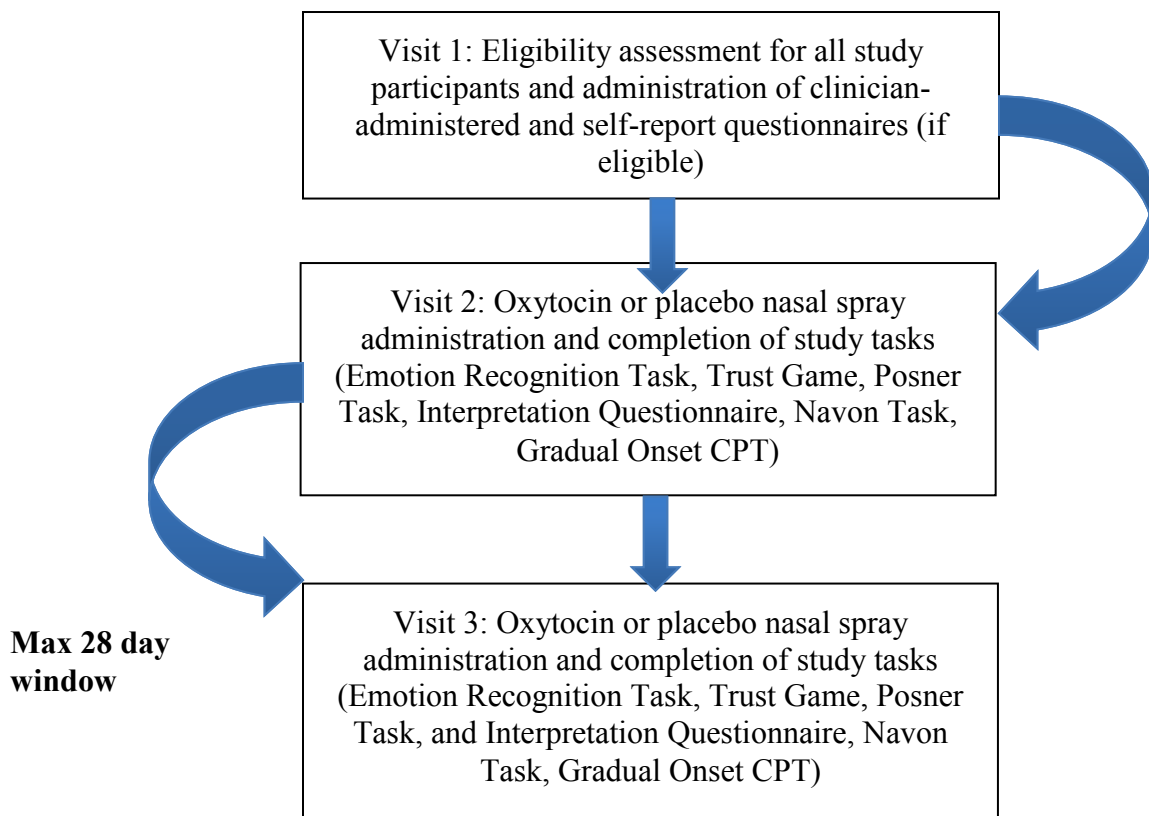 Visit 1: Eligibility assessment for all study
participants and administration of clinician-
administered and self-report questionnaires (if
eligible)
Visit 2: Oxytocin or placebo nasal spray
administration and completion of study tasks
(Emotion Recognition Task, Trust Game, Posner
Task, Interpretation Questionnaire, Navon Task,
Gradual Onset CPT)
Max 28 day
window
Visit 3: Oxytocin or placebo nasal spray
administration and completion of study tasks
(Emotion Recognition Task, Trust Game, Posner
Task, and Interpretation Questionnaire, Navon
Task, Gradual Onset CPT)